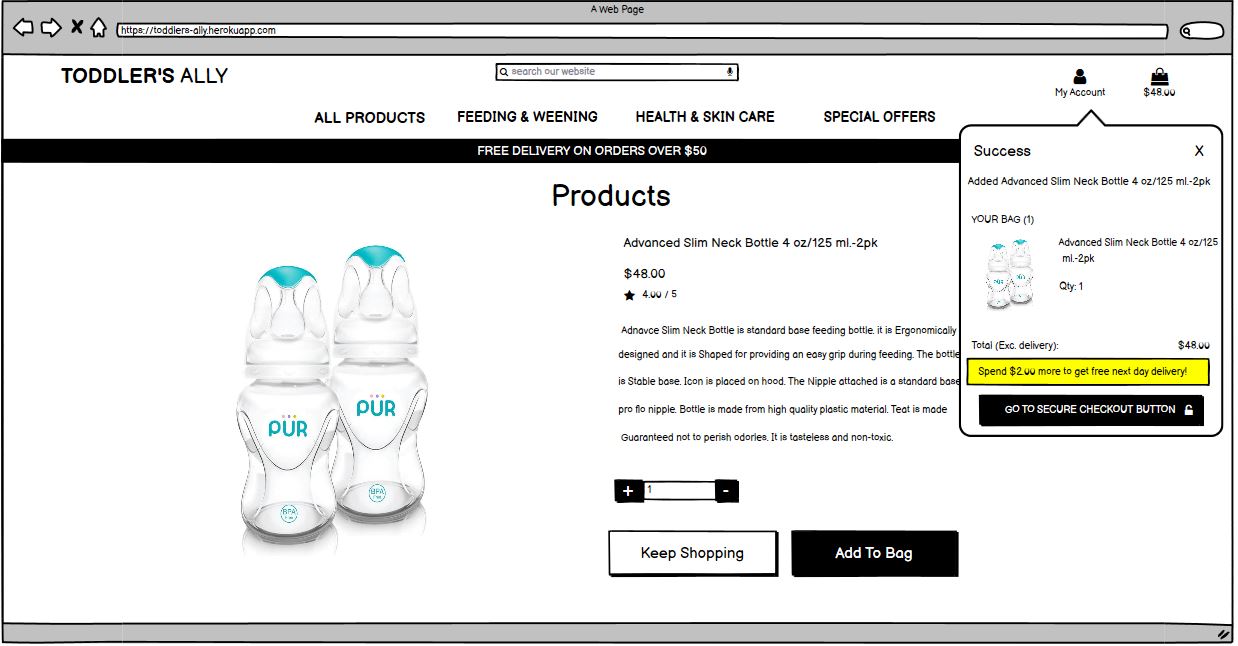 A Web Page
https://toddlers-ally.herokuapp.com
TODDLER'S ALLY
search our website
My Account
$48.00
ALL PRODUCTS
FEEDING & WEENING
HEALTH & SKIN CARE
SPECIAL OFFERS
FREE DELIVERY ON ORDERS OVER $50
Products
Advanced Slim Neck Bottle 4 oz/125 ml.-2pk
$48.00
4.00 / 5
Adnavce Slim Neck Bottle is standard base feeding bottle. it is Ergonomically
designed and it is Shaped for providing an easy grip during feeding. The bottle
is Stable base. Icon is placed on hood. The Nipple attached is a standard base
pro flo nipple. Bottle is made from high quality plastic material. Teat is made
Guaranteed not to perish odorles. It is tasteless and non-toxic.
+ 1 -
Keep Shopping
Add To Bag
PUR
BPA
PUR
BPA
Success X
Added Advanced Slim Neck Bottle 4 oz/125 ml.-2pk
YOUR BAG (1)
PUR
PUR
Advanced Slim Neck Bottle 4 oz/125
ml.-2pk
Qty: 1
Total (Exc. delivery): $48.00
Spend $2.00 more to get free next day delivery!
GO TO SECURE CHECKOUT BUTTON